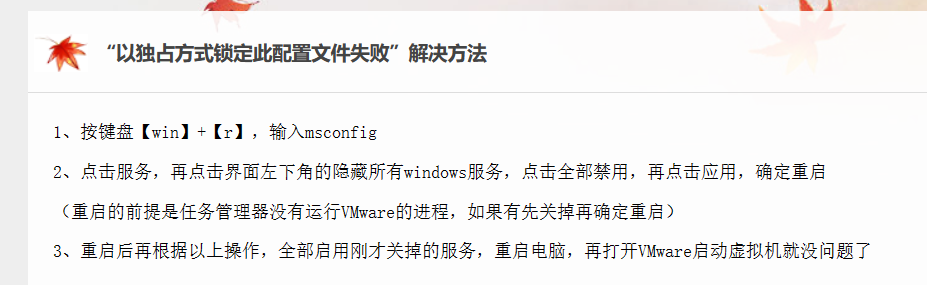 “以独占方式锁定此配置文件失败”解决方法
1、按键盘【win】+【r】，输入msconfig
2、点击服务，再点击界面左下角的隐藏所有windows服务，点击全部禁用，再点击应用，确定重启
（重启的前提是任务管理器没有运行VMware的进程，如果有先关掉再确定重启）
3、重启后再根据以上操作，全部启用刚才关掉的服务，重启电脑，再打开VMware启动虚拟机就没问题了